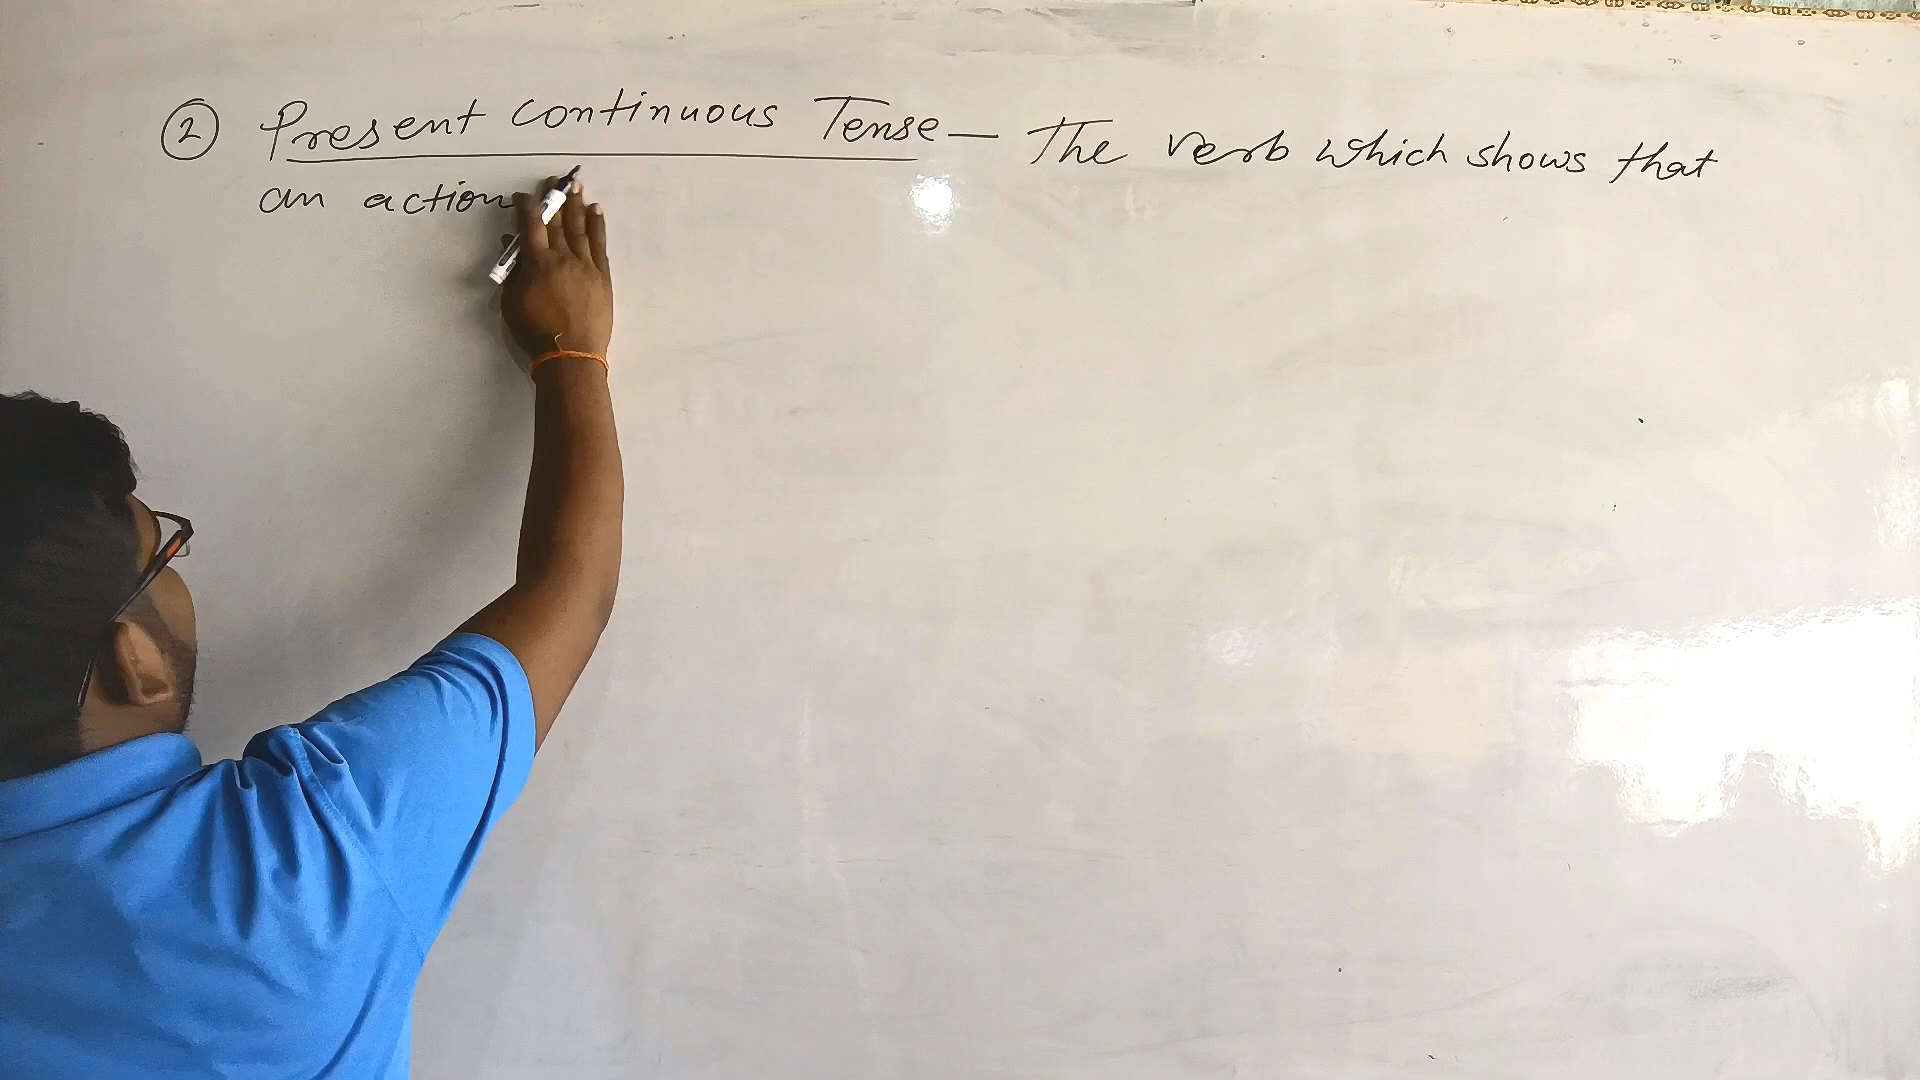 ② Present continuous Tense — The verb which shows that
an action